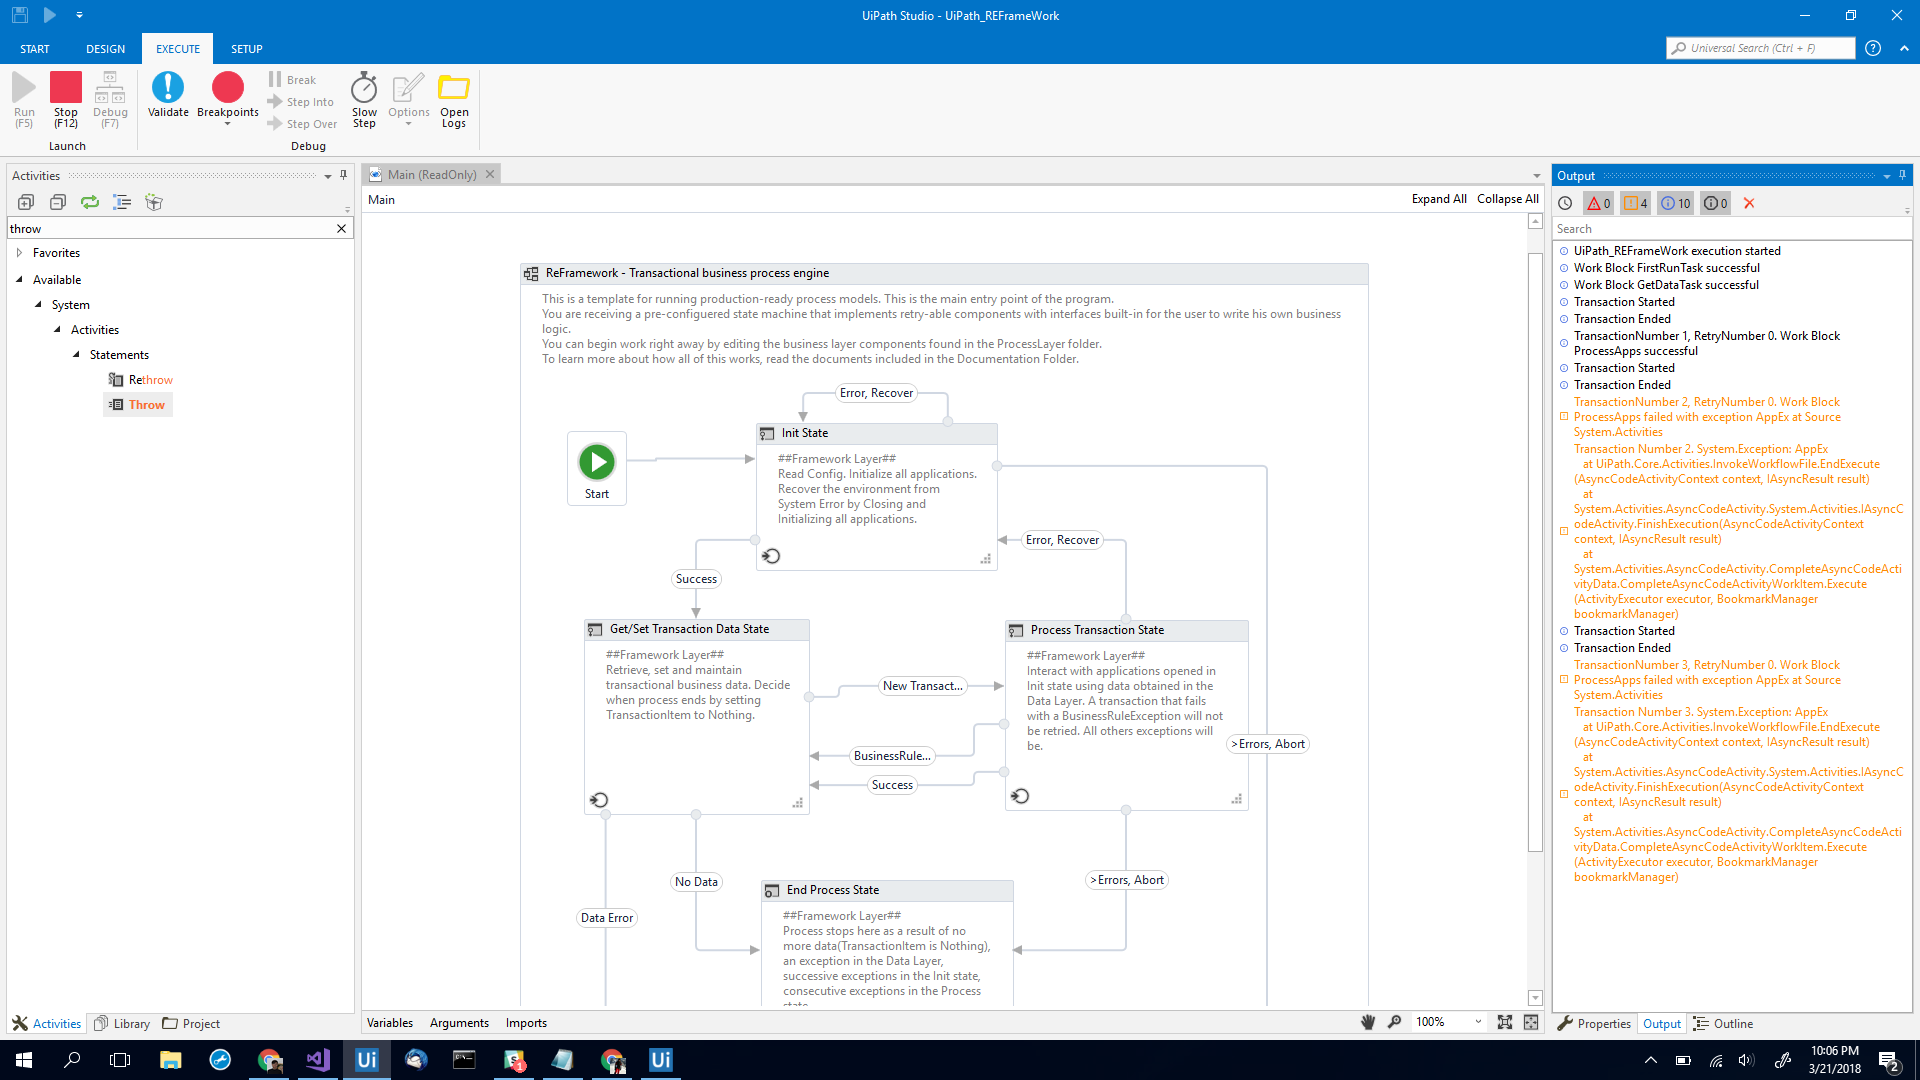 UiPath Studio - UiPath_REFrameWork
START
DESIGN
EXECUTE
SETUP
Universal Search (Ctrl + F)
Run
(F5)
Stop
(F12)
Debug
(F7)
Launch
Validate
Breakpoints
Break
Step Into
Step Over
Slow
Step
Options
Open
Logs
Debug
Activities
throw
Favorites
Available
System
Activities
Statements
Rethrow
Throw
Activities
Library
Project
Main (ReadOnly)
Main
Expand All
Collapse All
ReFramework - Transactional business process engine
This is a template for running production-ready process models. This is the main entry point of the program.
You are receiving a pre-configuered state machine that implements retry-able components with interfaces built-in for the user to write his own business
logic.
You can begin work right away by editing the business layer components found in the ProcessLayer folder.
To learn more about how all of this works, read the documents included in the Documentation Folder.
Error, Recover
Start
Init State
##Framework Layer##
Read Config. Initialize all applications.
Recover the environment from
System Error by Closing and
Initializing all applications.
Error, Recover
Success
Get/Set Transaction Data State
##Framework Layer##
Retrieve, set and maintain
transactional business data. Decide
when process ends by setting
TransactionItem to Nothing.
New Transact...
BusinessRule...
Success
Process Transaction State
##Framework Layer##
Interact with applications opened in
Init state using data obtained in the
Data Layer. A transaction that fails
with a BusinessRuleException will not
be retried. All others exceptions will
be.
>Errors, Abort
No Data
>Errors, Abort
Data Error
End Process State
##Framework Layer##
Process stops here as a result of no
more data(TransactionItem is Nothing),
an exception in the Data Layer,
successive exceptions in the Init state,
consecutive exceptions in the Process
state.
Variables
Arguments
Imports
100%
Output
0
4
10
0
Search
UiPath_REFrameWork execution started
Work Block FirstRunTask successful
Work Block GetDataTask successful
Transaction Started
Transaction Ended
TransactionNumber 1, RetryNumber 0. Work Block
ProcessApps successful
Transaction Started
Transaction Ended
TransactionNumber 2, RetryNumber 0. Work Block
ProcessApps failed with exception AppEx at Source
System.Activities
Transaction Number 2. System.Exception: AppEx
at UiPath.Core.Activities.InvokeWorkflowFile.EndExecute
(AsyncCodeActivityContext context, IAsyncResult result)
at
System.Activities.AsyncCodeActivity.System.Activities.IAsyncC
odeActivity.FinishExecution(AsyncCodeActivityContext
context, IAsyncResult result)
at
System.Activities.AsyncCodeActivity.CompleteAsyncCodeActi
vityData.CompleteAsyncCodeActivityWorkItem.Execute
(ActivityExecutor executor, BookmarkManager
bookmarkManager)
Transaction Started
Transaction Ended
TransactionNumber 3, RetryNumber 0. Work Block
ProcessApps failed with exception AppEx at Source
System.Activities
Transaction Number 3. System.Exception: AppEx
at UiPath.Core.Activities.InvokeWorkflowFile.EndExecute
(AsyncCodeActivityContext context, IAsyncResult result)
at
System.Activities.AsyncCodeActivity.System.Activities.IAsyncC
odeActivity.FinishExecution(AsyncCodeActivityContext
context, IAsyncResult result)
at
System.Activities.AsyncCodeActivity.CompleteAsyncCodeActi
vityData.CompleteAsyncCodeActivityWorkItem.Execute
(ActivityExecutor executor, BookmarkManager
bookmarkManager)
Properties
Output
Outline
Ui
1
Ui
10:06 PM
3/21/2018
2